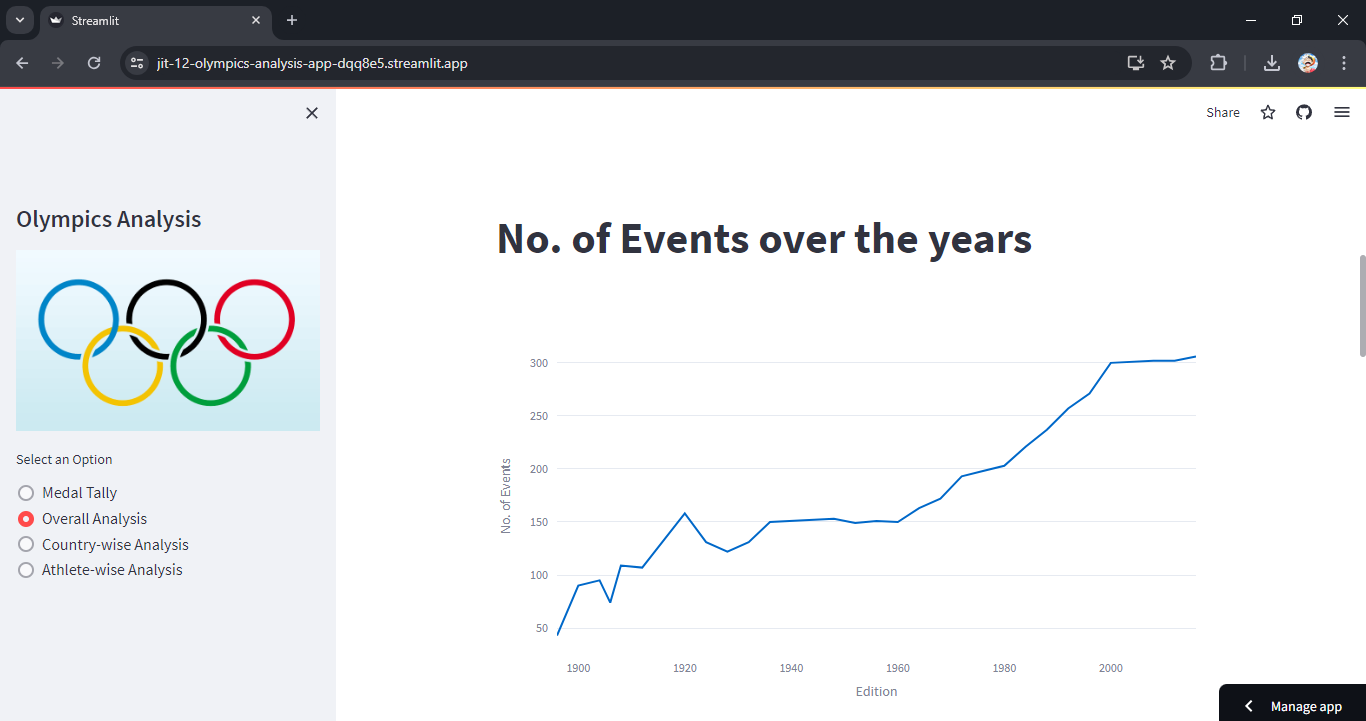 Streamlit
jit-12-olympics-analysis-app-dqq8e5.streamlit.app
Share
Olympics Analysis
Select an Option
Medal Tally
Overall Analysis
Country-wise Analysis
Athlete-wise Analysis
No. of Events over the years
No. of Events
300
250
200
150
100
50
1900 1920 1940 1960 1980 2000
Edition
Manage app